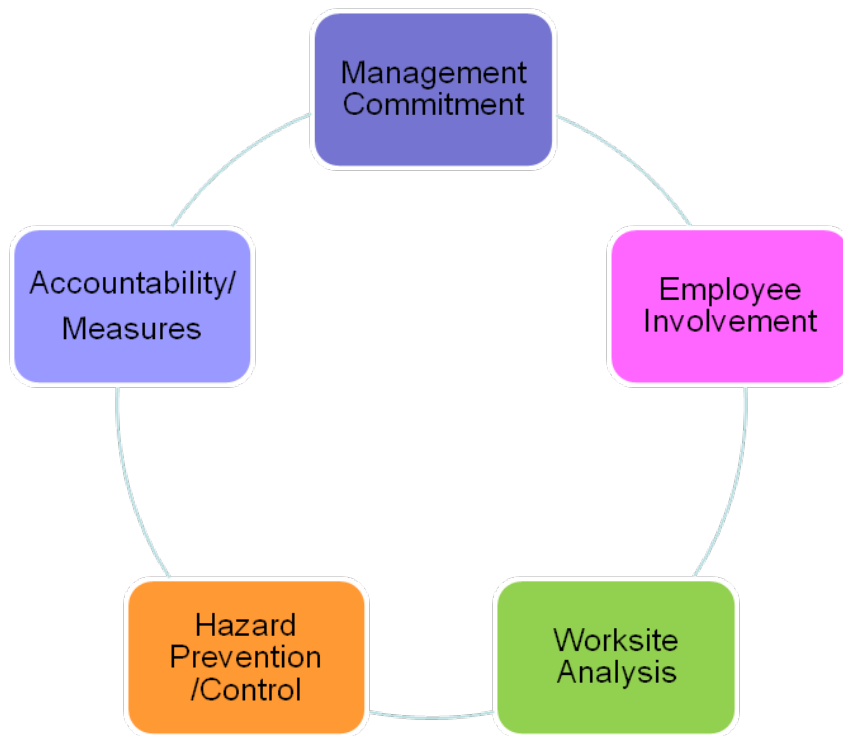 Management
Commitment
Employee
Involvement
Worksite
Analysis
Hazard
Prevention
/Control
Accountability/
Measures